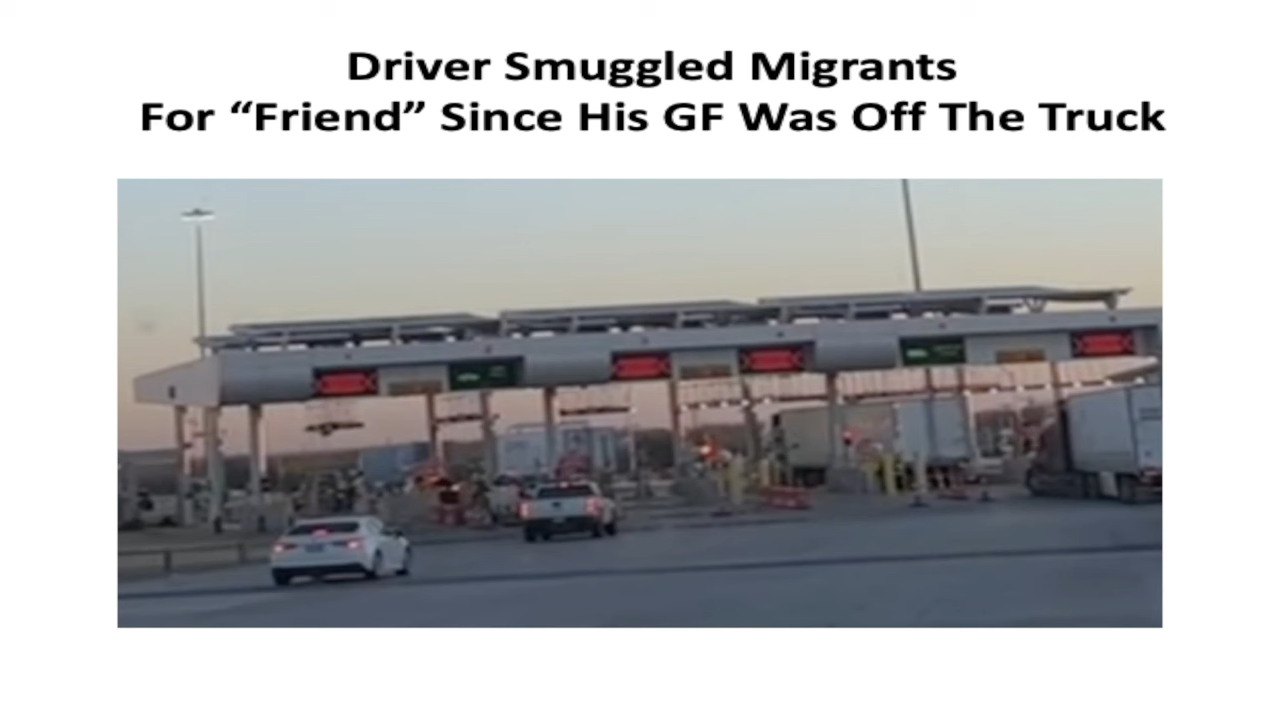 Driver Smuggled Migrants
For “Friend” Since His GF Was Off The Truck